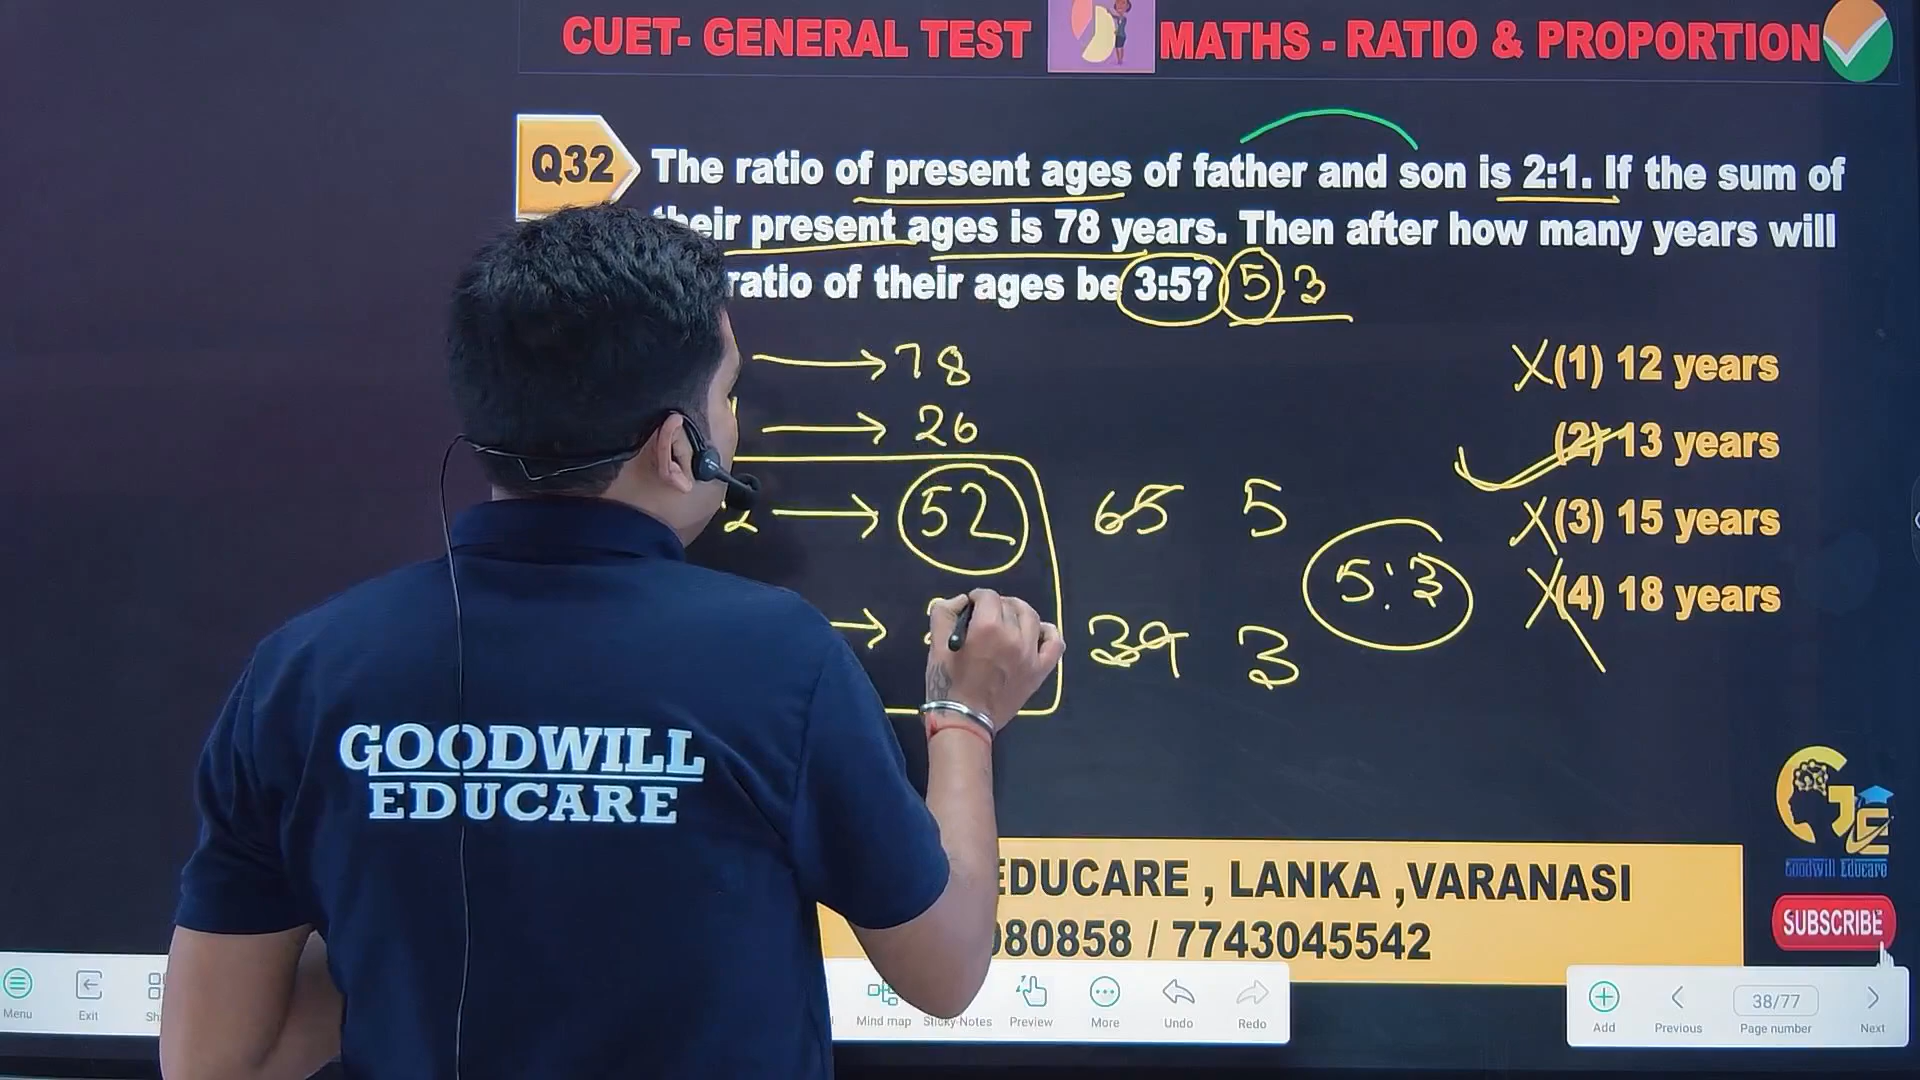 CUET- GENERAL TEST MATHS - RATIO & PROPORTION
Q32 The ratio of present ages of father and son is 2:1. If the sum of
their present ages is 78 years. Then after how many years will
ratio of their ages be 3:5? 5:3
→ 78
→ 26
2 → 52 65 5
→ 39 3
5:3
X (1) 12 years
(2) 13 years
X (3) 15 years
X (4) 18 years
GOODWILL
EDUCARE
EDUCARE , LANKA ,VARANASI
080858 / 7743045542
Goodwill Educare
SUBSCRIBE
Menu Exit Mind map Sticky-Notes Preview More Undo Redo
Add Previous 38/77 Page number Next